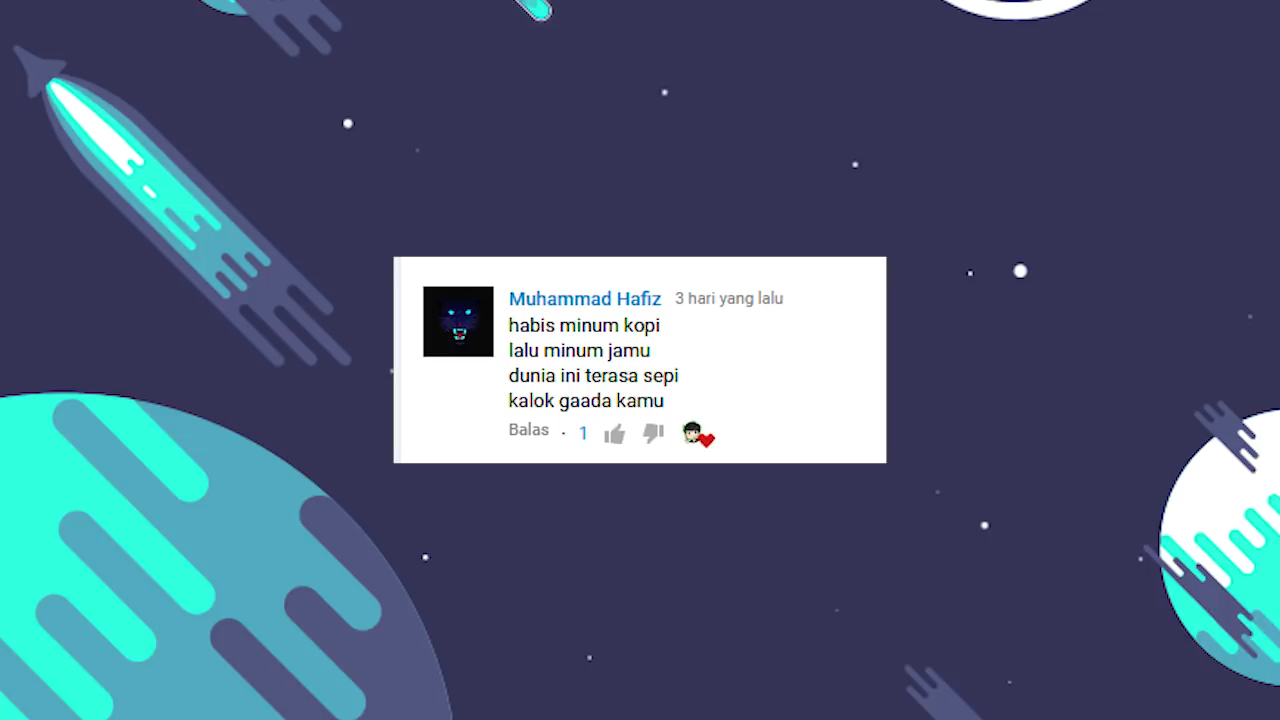 Muhammad Hafiz 3 hari yang lalu
habis minum kopi
lalu minum jamu
dunia ini terasa sepi
kalok gaada kamu
Balas · 1